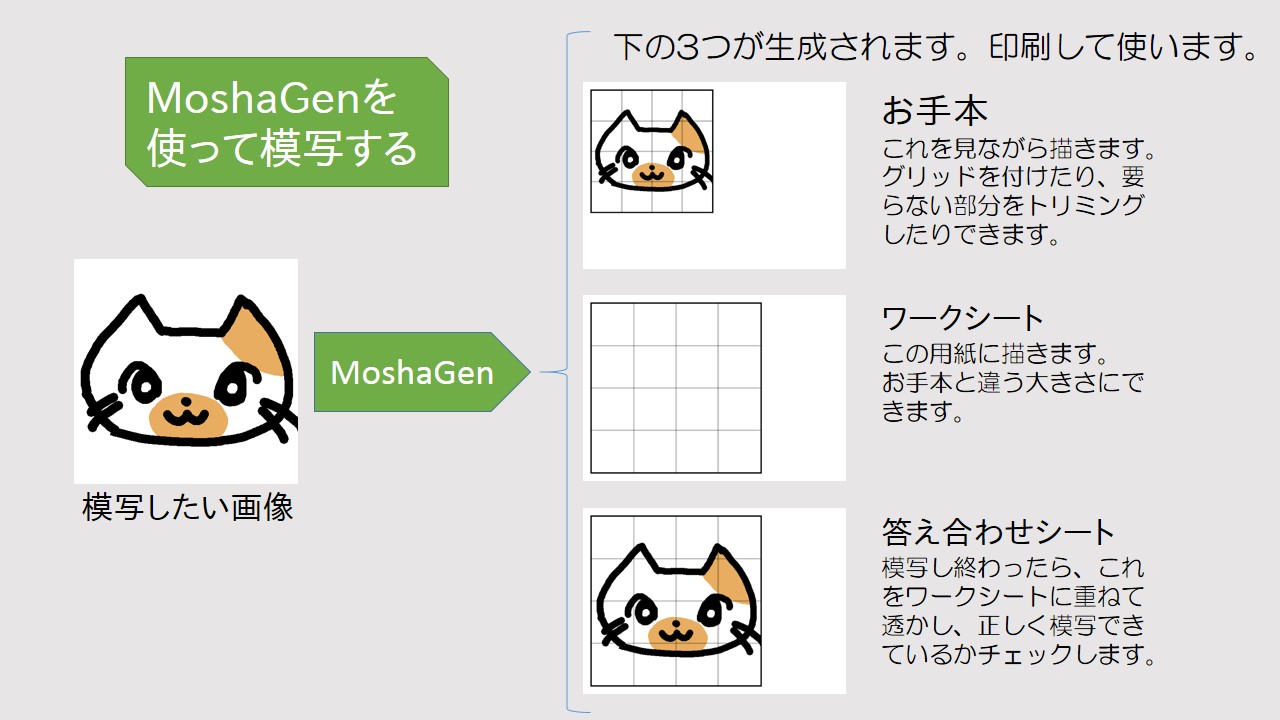 MoshaGenを
使って模写する
模写したい画像
MoshaGen
下の3つが生成されます。印刷して使います。
お手本
これを見ながら描きます。
グリッドを付けたり、要
らない部分をトリミング
したりできます。
ワークシート
この用紙に描きます。
お手本と違う大きさにで
きます。
答え合わせシート
模写し終わったら、これ
をワークシートに重ねて
透かし、正しく模写でき
ているかチェックします。